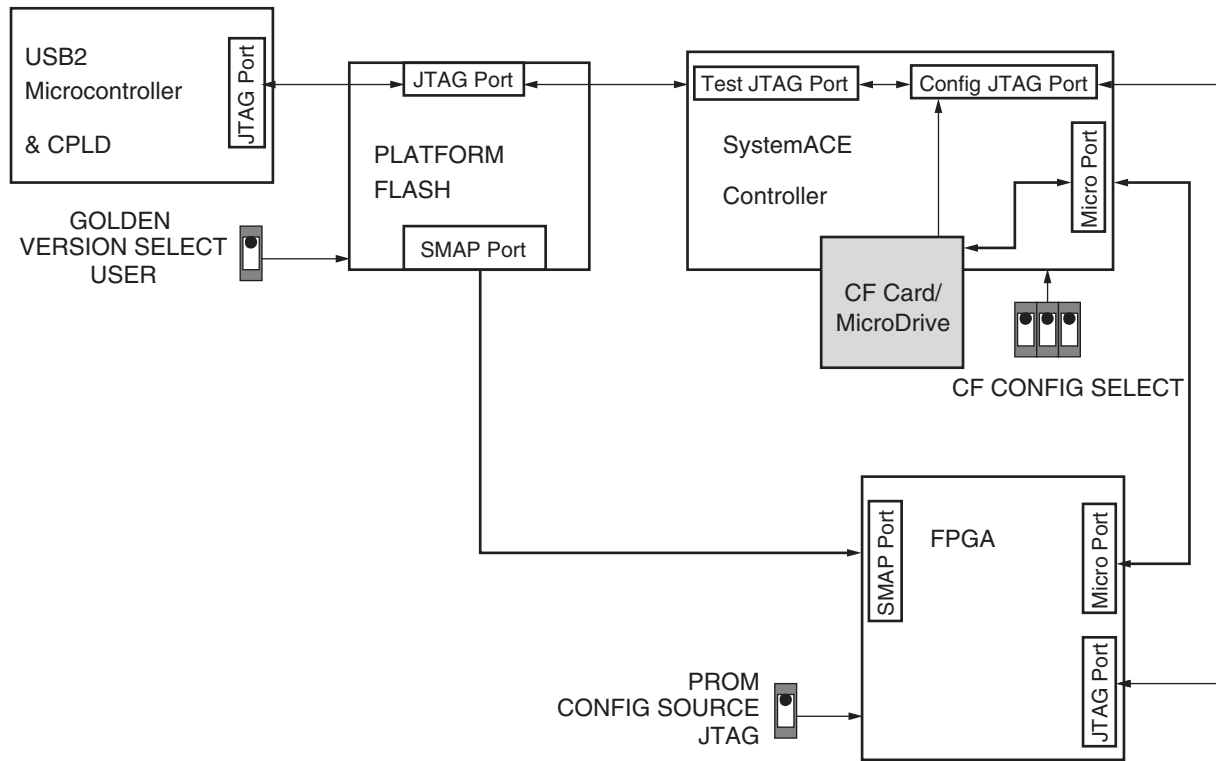 USB2
Microcontroller
& CPLD
JTAG Port
JTAG Port
PLATFORM
FLASH
SMAP Port
GOLDEN
VERSION SELECT
USER
Test JTAG Port
Config JTAG Port
SystemACE
Controller
Micro Port
CF Card/
MicroDrive
CF CONFIG SELECT
SMAP Port
FPGA
Micro Port
JTAG Port
PROM
CONFIG SOURCE
JTAG